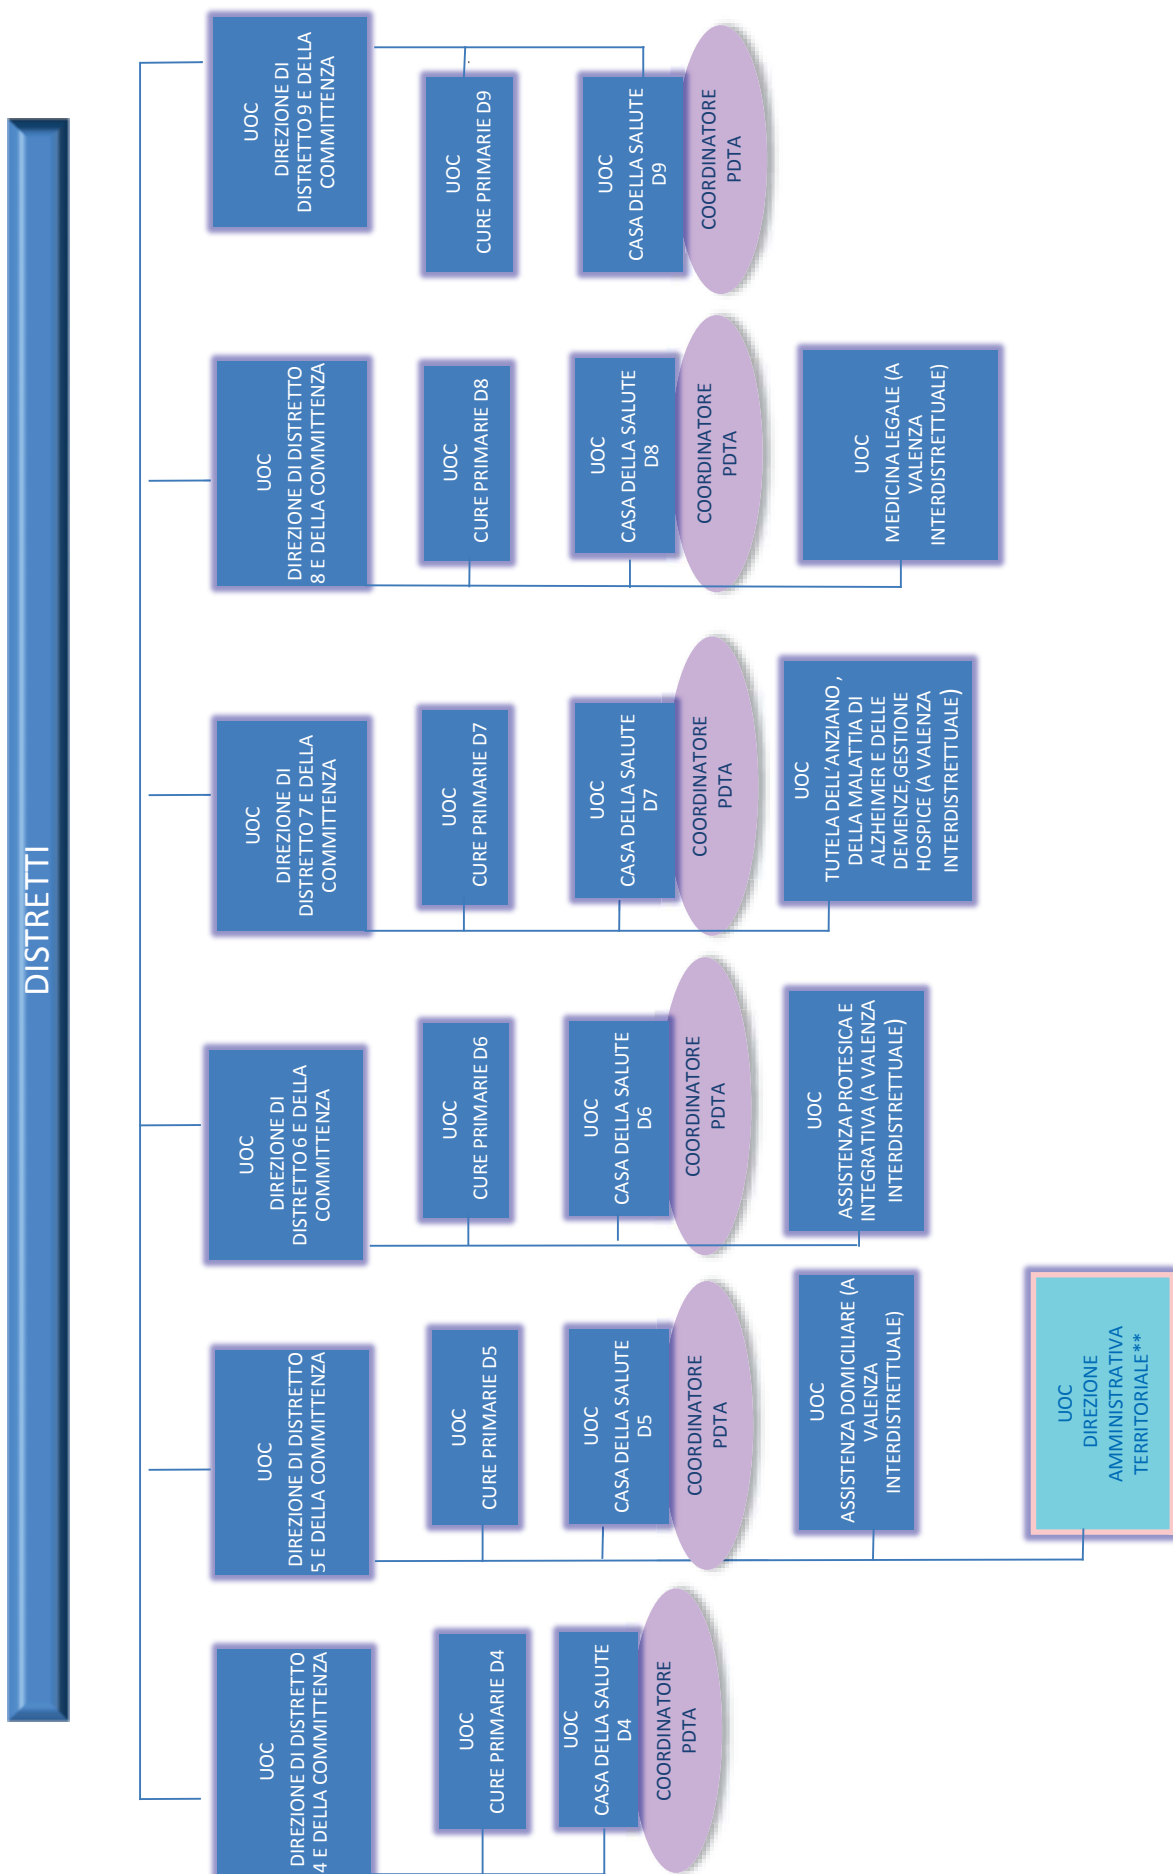 DISTRETTI
UOC
DIREZIONE DI DISTRETTO
4 E DELLA COMMITTENZA
UOC
CURE PRIMARIE D4
UOC
CASA DELLA SALUTE
D4
COORDINATORE
PDTA
UOC
DIREZIONE DI DISTRETTO
5 E DELLA COMMITTENZA
UOC
CURE PRIMARIE D5
UOC
CASA DELLA SALUTE
D5
COORDINATORE
PDTA
UOC
ASSISTENZA DOMICILIARE (A
VALENZA
INTERDISTRETTUALE)
UOC
DIREZIONE
AMMINISTRATIVA
TERRITORIALE**
UOC
DIREZIONE DI
DISTRETTO 6 E DELLA
COMMITTENZA
UOC
CURE PRIMARIE D6
UOC
CASA DELLA SALUTE
D6
COORDINATORE
PDTA
UOC
ASSISTENZA PROTESICA E
INTEGRATIVA (A VALENZA
INTERDISTRETTUALE)
UOC
DIREZIONE DI
DISTRETTO 7 E DELLA
COMMITTENZA
UOC
CURE PRIMARIE D7
UOC
CASA DELLA SALUTE
D7
COORDINATORE
PDTA
UOC
TUTELA DELL'ANZIANO ,
DELLA MALATTIA DI
ALZHEIMER E DELLE
DEMENZE,GESTIONE
HOSPICE (A VALENZA
INTERDISTRETTUALE)
UOC
DIREZIONE DI DISTRETTO
8 E DELLA COMMITTENZA
UOC
CURE PRIMARIE D8
UOC
CASA DELLA SALUTE
D8
COORDINATORE
PDTA
UOC
MEDICINA LEGALE (A
VALENZA
INTERDISTRETTUALE)
UOC
DIREZIONE DI
DISTRETTO 9 E DELLA
COMMITTENZA
UOC
CURE PRIMARIE D9
UOC
CASA DELLA SALUTE
D9
COORDINATORE
PDTA